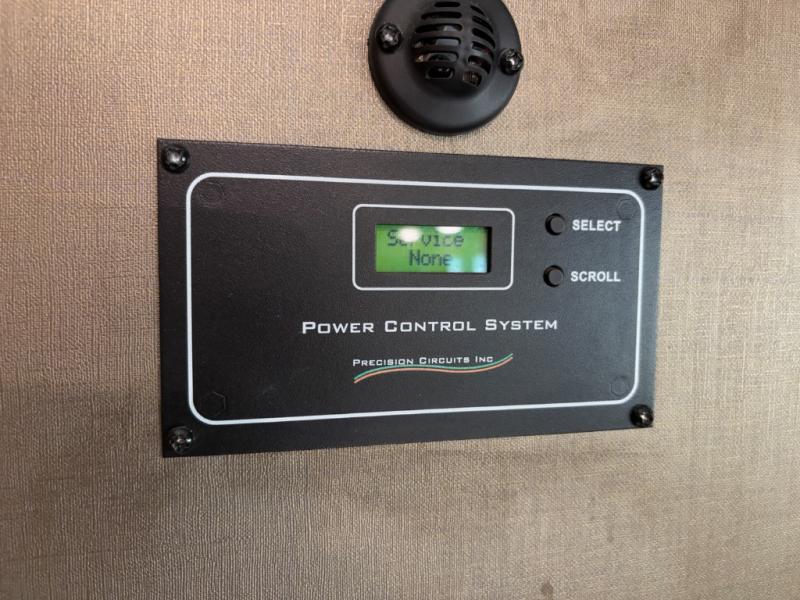 Service
None
SELECT
SCROLL
POWER CONTROL SYSTEM
PRECISION CIRCUITS INC